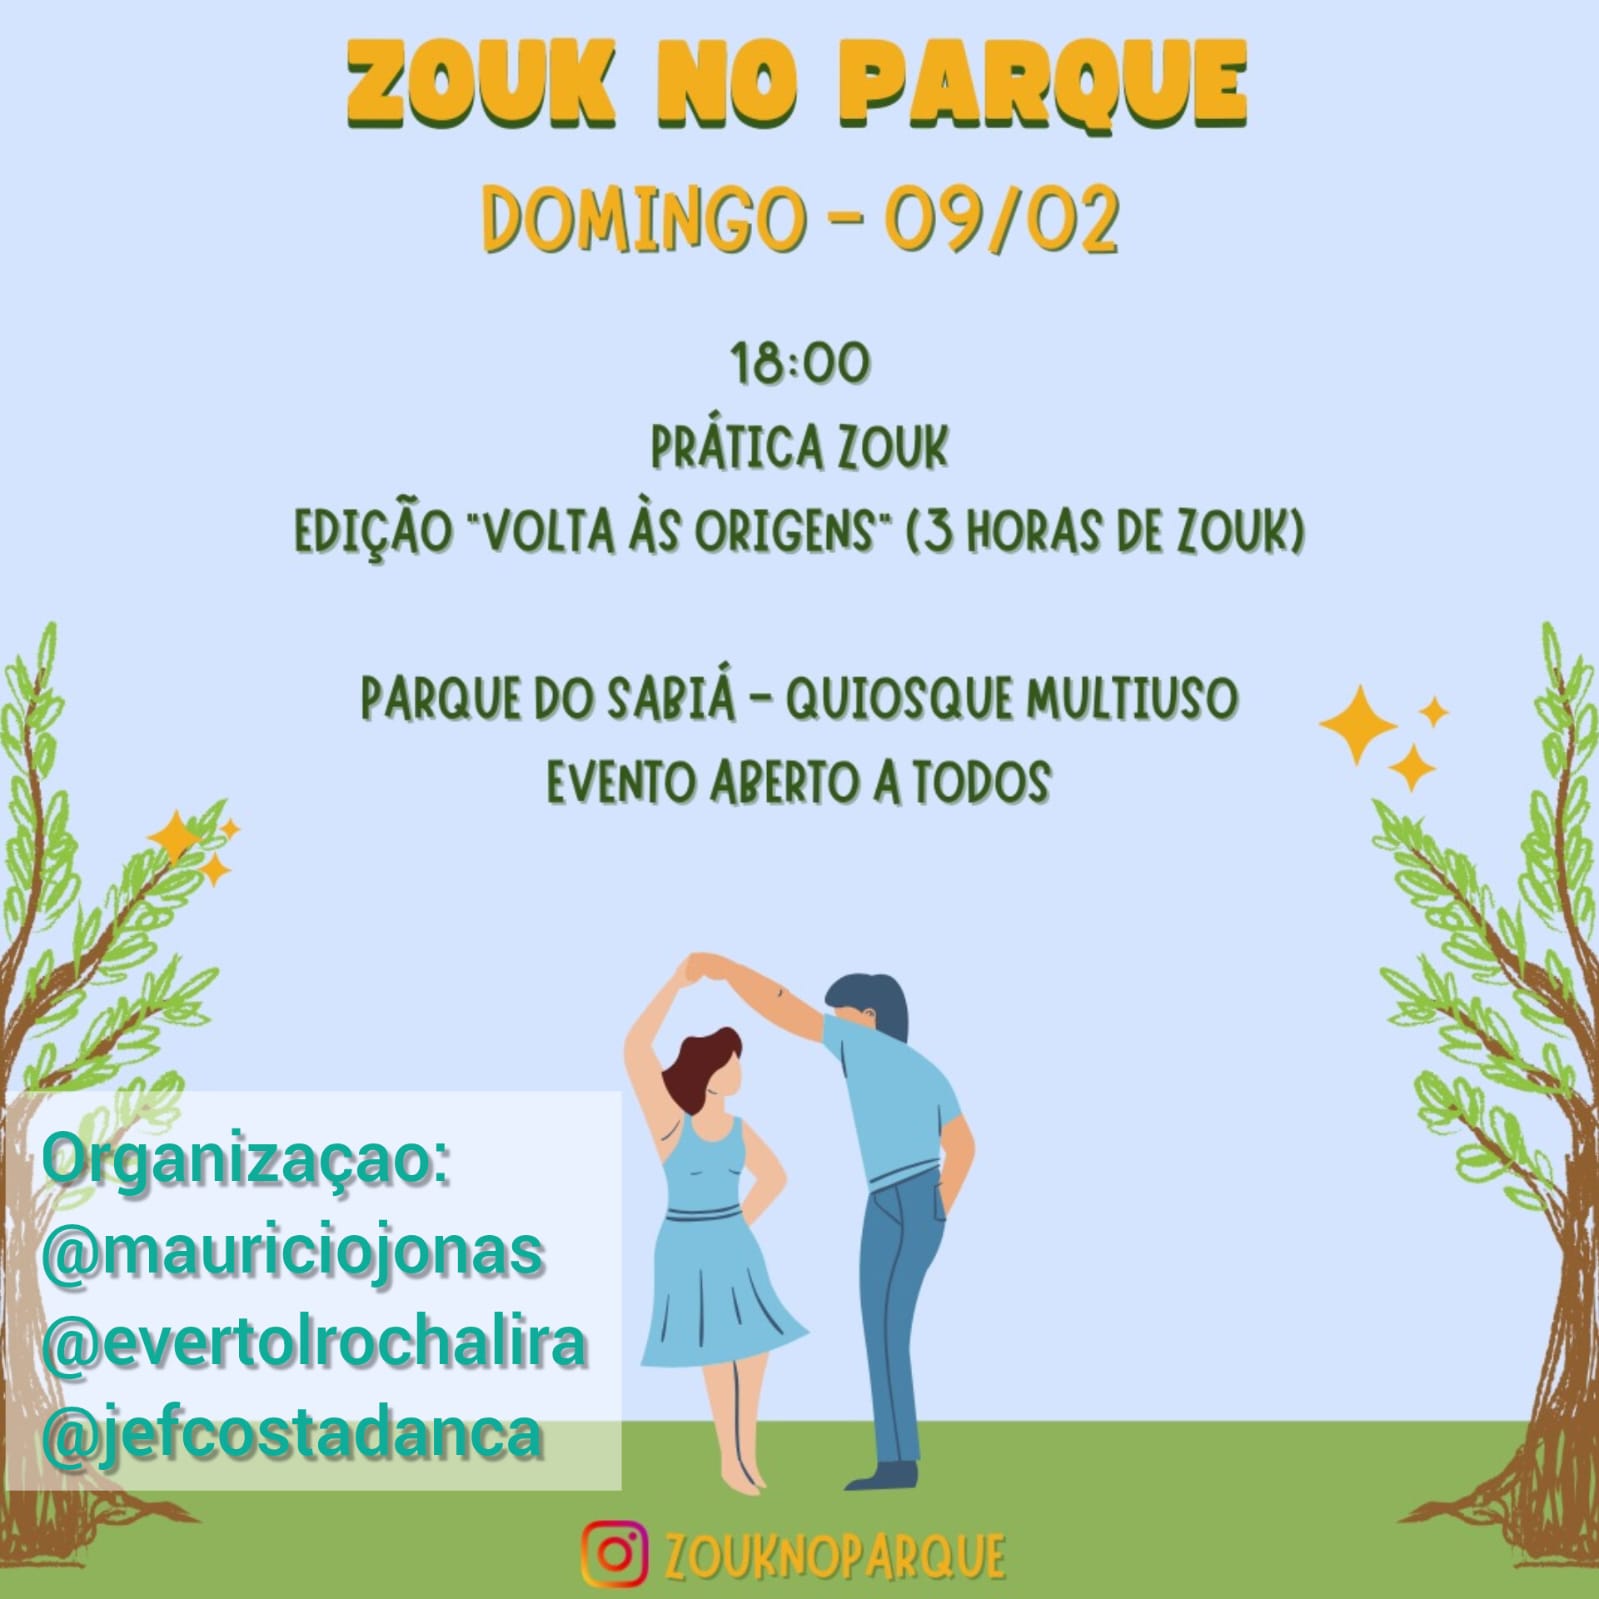 ZOUK NO PARQUE
DOMINGO - 09/02
18:00
PRÁTICA ZOUK
EDIÇÃO "VOLTA ÀS ORIGENS" (3 HORAS DE ZOUK)
PARQUE DO SABIÁ - QUIOSQUE MULTIUSO
EVENTO ABERTO A TODOS
Organizaçao:
@mauriciojonas
@evertolrochalira
@jefcostadanca
ZOUKNOPARQUE